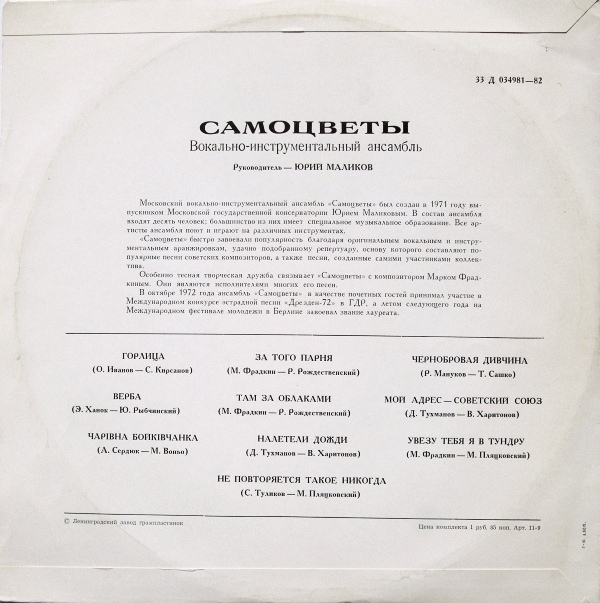 33 Д 034981—82
САМОЦВЕТЫ
Вокально-инструментальный ансамбль
Руководитель — ЮРИЙ МАЛИКОВ
Московский вокально-инструментальный ансамбль «Самоцветы» был создан в 1971 году вы-
пускником Московской государственной консерватории Юрием Маликовым. В состав ансамбля
входят десять человек; большинство из них имеет специальное музыкальное образование. Все ар-
тисты ансамбля поют и играют на различных инструментах.
«Самоцветы» быстро завоевали популярность благодаря оригинальным вокальным и инстру-
ментальным аранжировкам, удачно подобранному репертуару, основу которого составляют по-
пулярные песни советских композиторов, а также песни, созданные самими участниками коллек-
тива.
Особенно тесная творческая дружба связывает «Самоцветы» с композитором Марком Фрад-
киным. Они являются исполнителями многих его песен.
В октябре 1972 года ансамбль «Самоцветы» в качестве почетных гостей принимал участие в
Международном конкурсе эстрадной песни «Дрезден-72» в ГДР, а летом следующего года на
Международном фестивале молодежи в Берлине завоевал звание лауреата.
ГОРЛИЦА
(О. Иванов — С. Кирсанов)
ВЕРБА
(Э. Ханок — Ю. Рыбчинский)
ЧАРІВНА БОЙКІВЧАНКА
(А. Сердюк — М. Воньо)
ЗА ТОГО ПАРНЯ
(М. Фрадкин — Р. Рождественский)
ТАМ ЗА ОБЛАКАМИ
(М. Фрадкин — Р. Рождественский)
НАЛЕТЕЛИ ДОЖДИ
(Д. Тухманов — В. Харитонов)
ЧЕРНОБРОВАЯ ДИВЧИНА
(Р. Мануков — Т. Сашко)
МОЙ АДРЕС — СОВЕТСКИЙ СОЮЗ
(Д. Тухманов — В. Харитонов)
УВЕЗУ ТЕБЯ Я В ТУНДРУ
(М. Фрадкин — М. Пляцковский)
НЕ ПОВТОРЯЕТСЯ ТАКОЕ НИКОГДА
(С. Туликов — М. Пляцковский)
© Ленинградский завод грампластинок
Цена комплекта 1 руб. 85 коп. Арт. 11-9